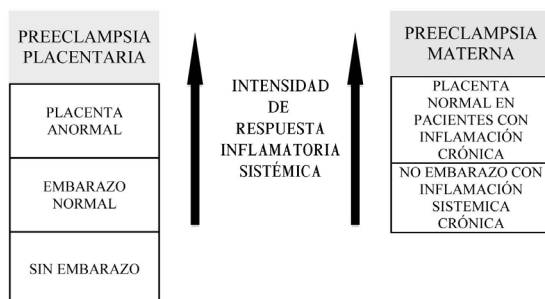 PREECLAMPSIA
PLACENTARIA
PLACENTA
ANORMAL
EMBARAZO
NORMAL
SIN EMBARAZO
INTENSIDAD
DE
RESPUESTA
INFLAMATORIA
SISTÉMICA
PREECLAMPSIA
MATERNA
PLACENTA
NORMAL EN
PACIENTES CON
INFLAMACIÓN
CRÓNICA
NO EMBARAZO CON
INFLAMACIÓN
SISTEMICA
CRÓNICA